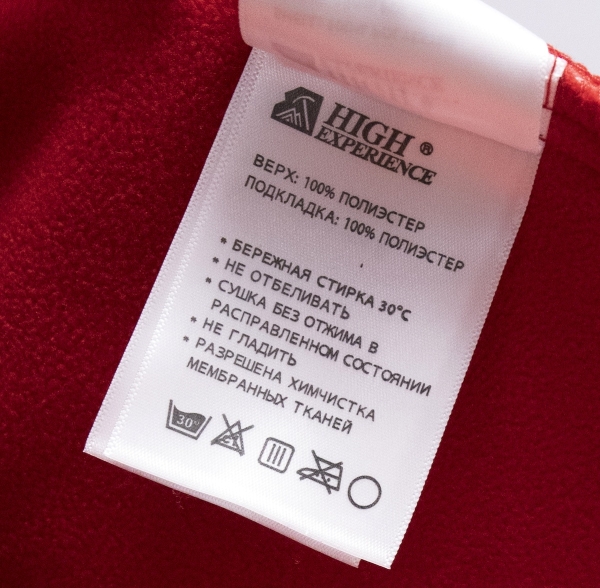 HIGH ®
EXPERIENCE
ВЕРХ: 100% ПОЛИЭСТЕР
ПОДКЛАДКА: 100% ПОЛИЭСТЕР
* БЕРЕЖНАЯ СТИРКА 30°С
* НЕ ОТБЕЛИВАТЬ
* СУШКА БЕЗ ОТЖИМА В
РАСПРАВЛЕННОМ СОСТОЯНИИ
* НЕ ГЛАДИТЬ
* РАЗРЕШЕНА ХИМЧИСТКА
МЕМБРАННЫХ ТКАНЕЙ
30°